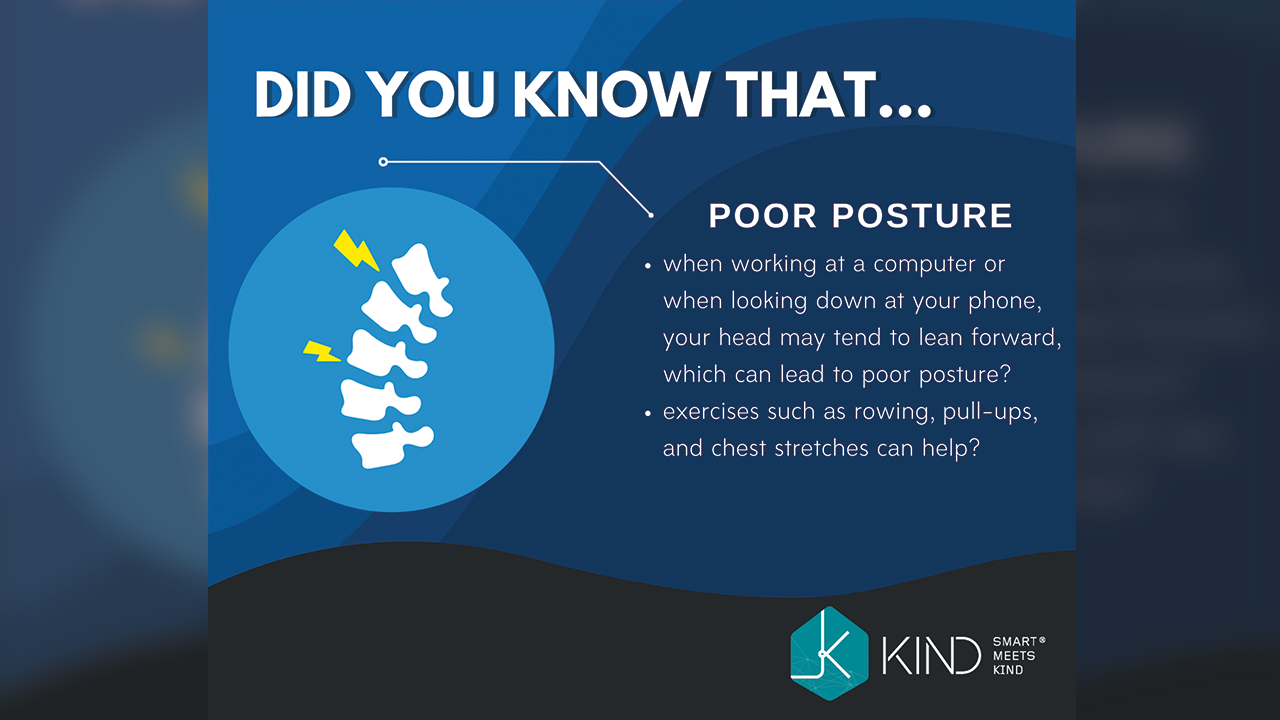 DID YOU KNOW THAT...
POOR POSTURE
• when working at a computer or
when looking down at your phone,
your head may tend to lean forward,
which can lead to poor posture?
• exercises such as rowing, pull-ups,
and chest stretches can help?
KIND
SMART®
MEETS
KIND